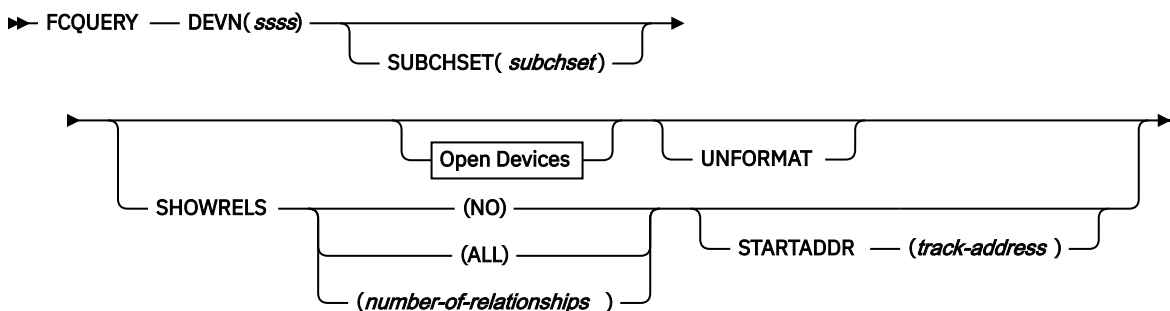 FCQUERY DEVN( ssss)
SUBCHSET( subchset)
Open Devices UNFORMAT
SHOWRELS (NO)
(ALL) STARTADDR (track-address )
(number-of-relationships )